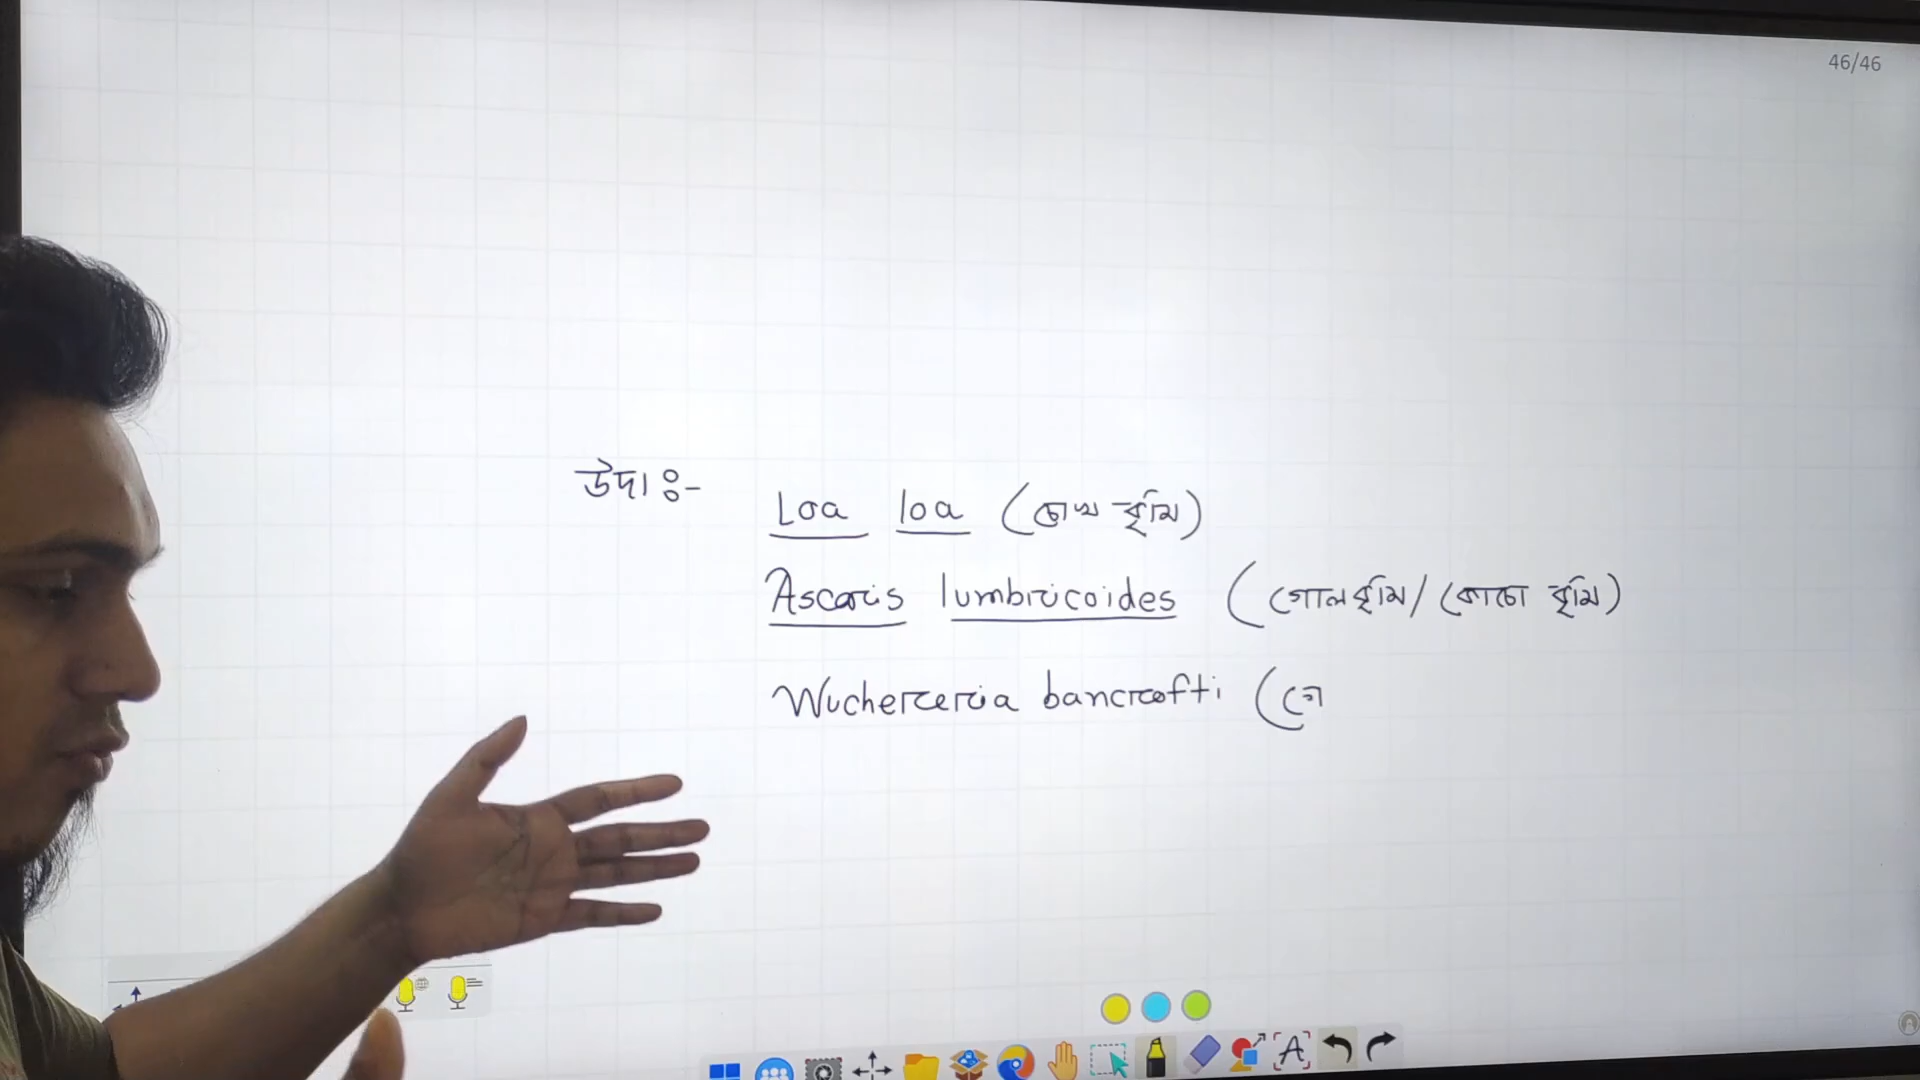 46/46
উদাঃ-
Loa loa (চোখ কৃমি)
Ascaris lumbricoides (গোলকৃমি/কেচো কৃমি)
Wuchereria bancrofti (গো